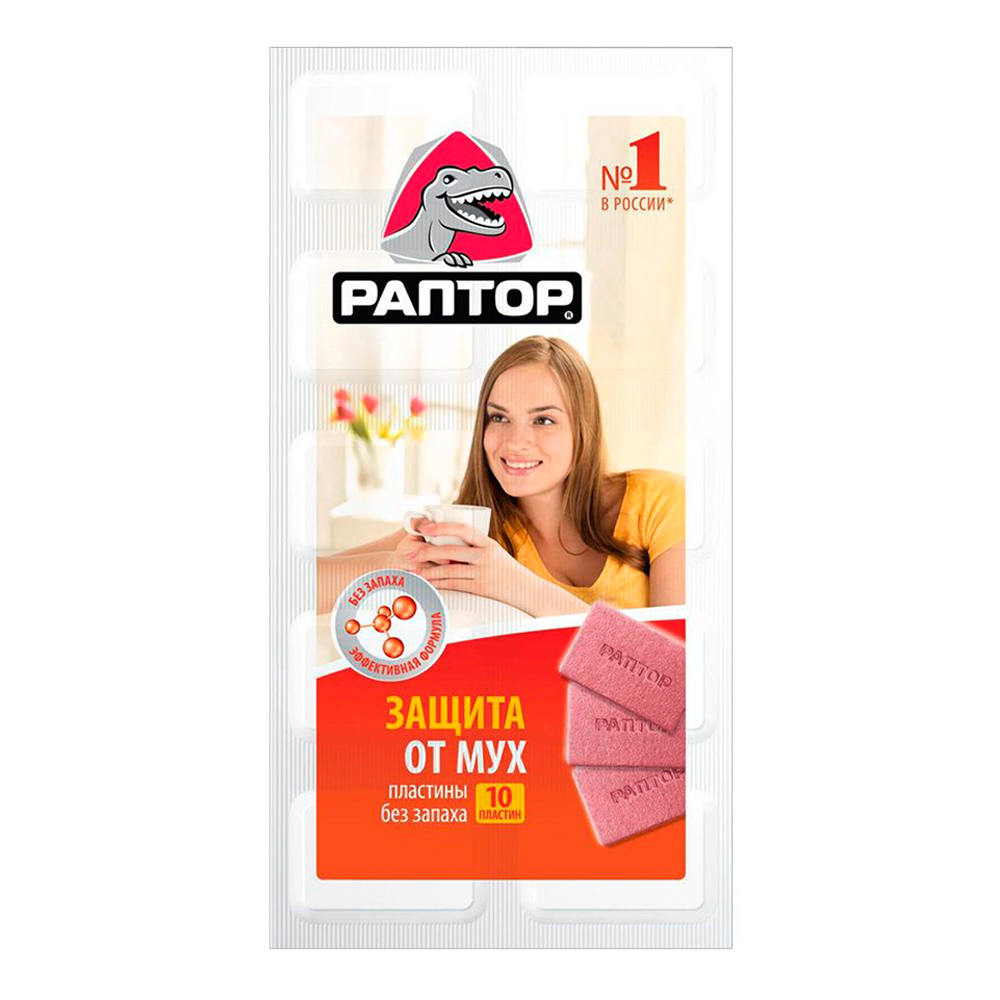 №1
В РОССИИ*
РАПТОР®
БЕЗ ЗАПАХА
ЭФФЕКТИВНАЯ ФОРМУЛА
РАПТОР
РАПТОР
РАПТОР
ЗАЩИТА
ОТ МУХ
пластины
без запаха
10
ПЛАСТИН